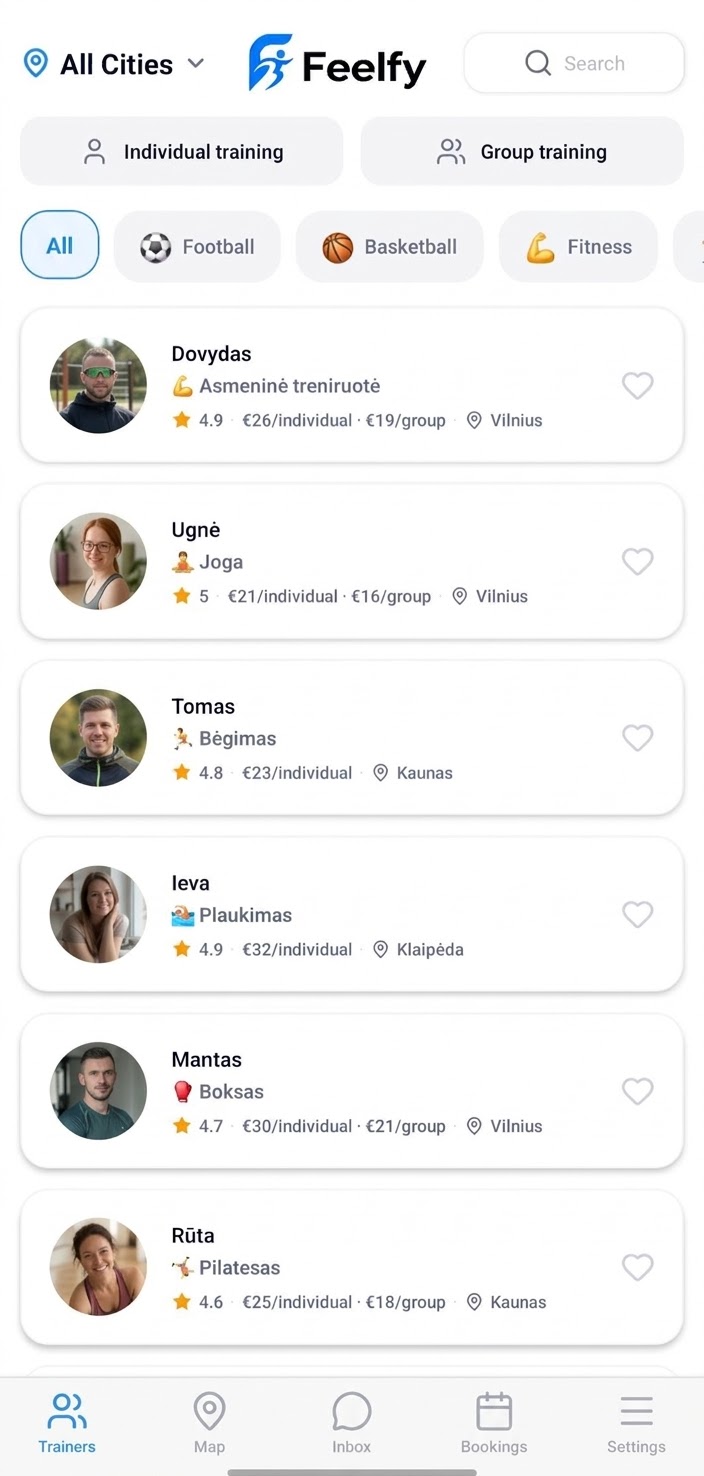 All Cities Feelfy Search
Individual training Group training
All Football Basketball Fitness
Dovydas
Asmeninė treniruotė
4.9 · €26/individual · €19/group · Vilnius
Ugnė
Joga
5 · €21/individual · €16/group · Vilnius
Tomas
Bėgimas
4.8 · €23/individual · Kaunas
Ieva
Plaukimas
4.9 · €32/individual · Klaipėda
Mantas
Boksas
4.7 · €30/individual · €21/group · Vilnius
Rūta
Pilatesas
4.6 · €25/individual · €18/group · Kaunas
Trainers Map Inbox Bookings Settings